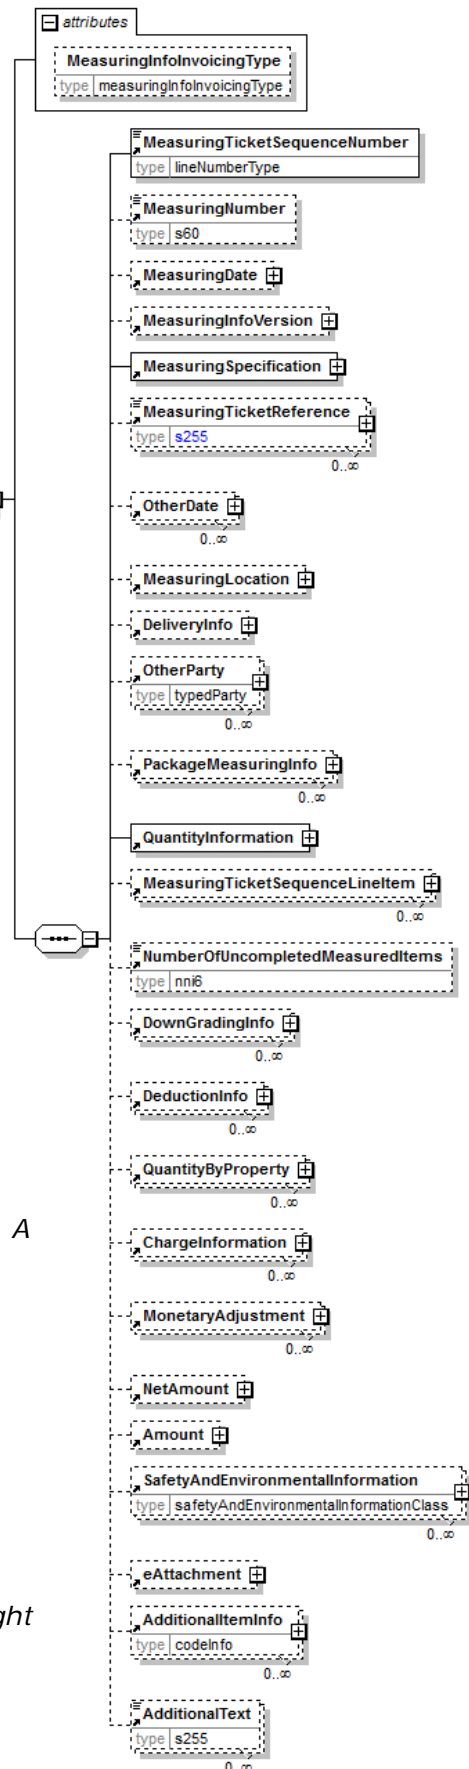 attributes
MeasuringInfoInvoicingType
type measuringInfoInvoicingType
MeasuringTicketSequenceNumber
type lineNumberType
MeasuringNumber
type s60
MeasuringDate
MeasuringInfoVersion
MeasuringSpecification
MeasuringTicketReference
type s255
0..∞
OtherDate
0..∞
MeasuringLocation
DeliveryInfo
OtherParty
type typedParty
0..∞
PackageMeasuringInfo
0..∞
QuantityInformation
MeasuringTicketSequenceLineItem
0..∞
NumberOfUncompletedMeasuredItems
type nni6
DownGradingInfo
0..∞
DeductionInfo
0..∞
QuantityByProperty
0..∞
A
ChargeInformation
0..∞
MonetaryAdjustment
0..∞
NetAmount
Amount
SafetyAndEnvironmentalInformation
type safetyAndEnvironmentalInformationClass
0..∞
eAttachment
ght
AdditionalItemInfo
type codeInfo
0..∞
AdditionalText
type s255
0..∞